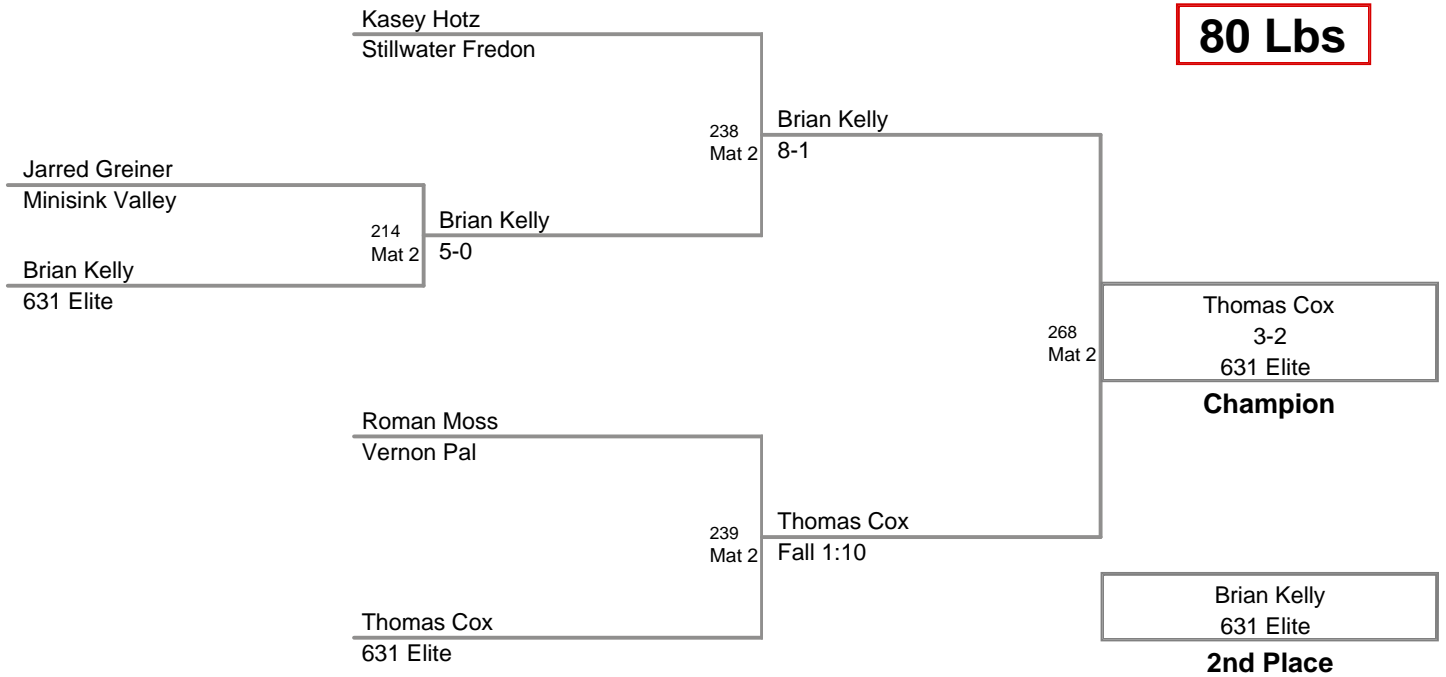 Kasey Hotz
Stillwater Fredon
80 Lbs
238
Mat 2
Brian Kelly
8-1
Jarred Greiner
Minisink Valley
214
Mat 2
Brian Kelly
5-0
Brian Kelly
631 Elite
268
Mat 2
Thomas Cox
3-2
631 Elite
Champion
Roman Moss
Vernon Pal
239
Mat 2
Thomas Cox
Fall 1:10
Thomas Cox
631 Elite
Brian Kelly
631 Elite
2nd Place